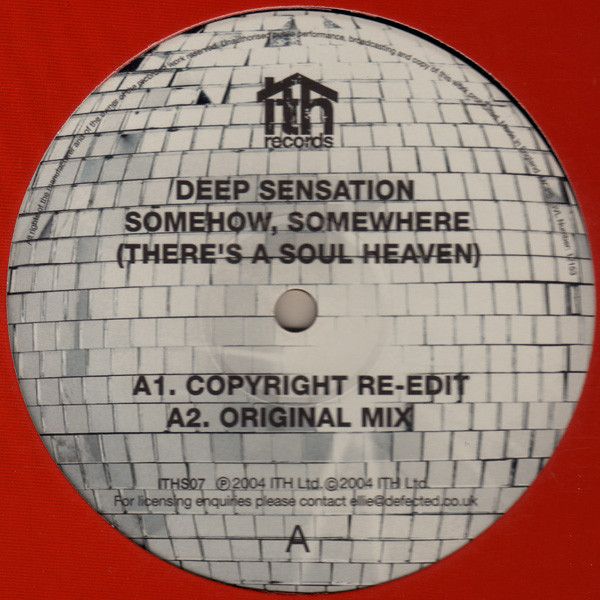 ith
records
DEEP SENSATION
SOMEHOW, SOMEWHERE
(THERE'S A SOUL HEAVEN)
A1. COPYRIGHT RE-EDIT
A2. ORIGINAL MIX
ITHS07 ℗2004 ITH Ltd. ©2004 ITH Ltd.
For licensing enquiries please contact ellie@defected.co.uk
A